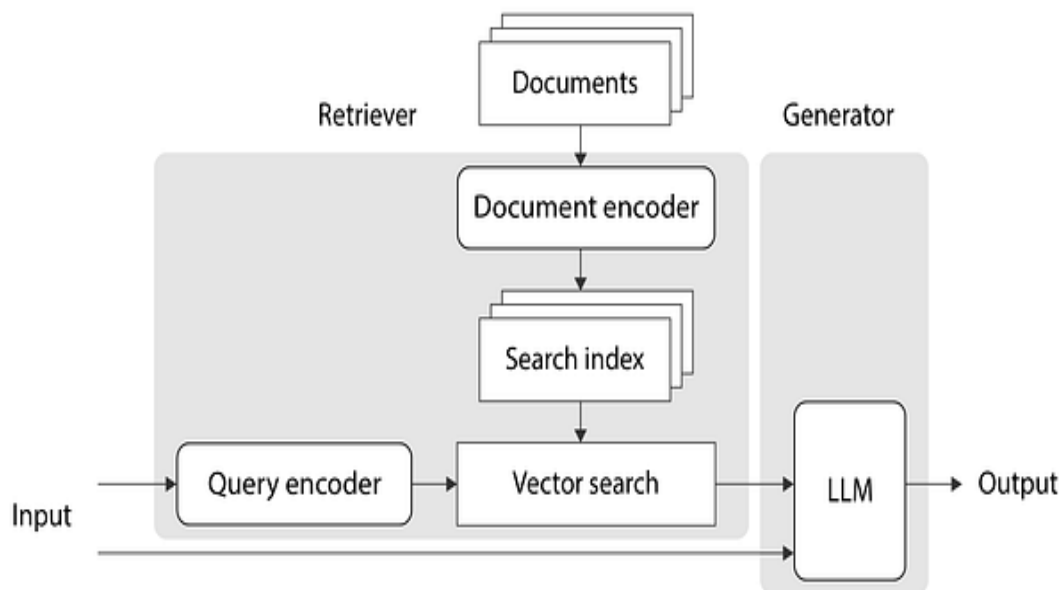 Documents
Retriever
Generator
Document encoder
Search index
Query encoder
Vector search
LLM
Output
Input